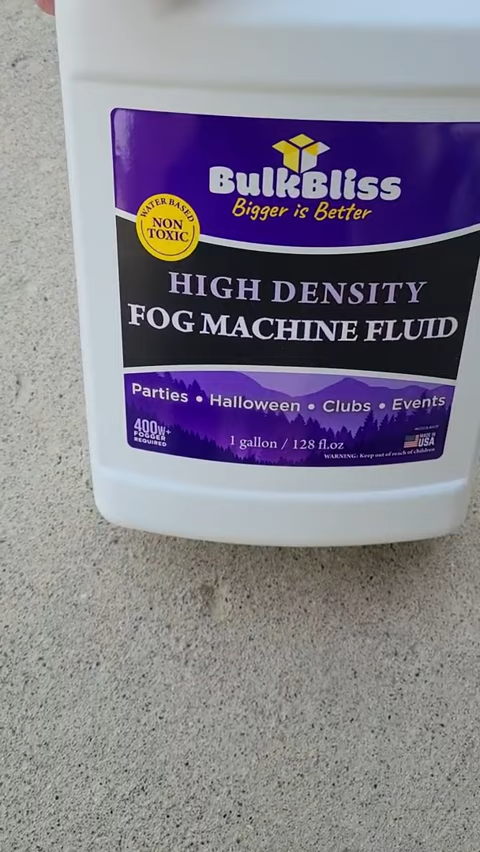 BulkBliss
Bigger is Better
WATER BASED
NON
TOXIC
HIGH DENSITY
FOG MACHINE FLUID
Parties • Halloween • Clubs • Events
400w+
FOGGER
REQUIRED
1 gallon / 128 fl.oz
MADE IN
USA
WARNING: Keep out of reach of children